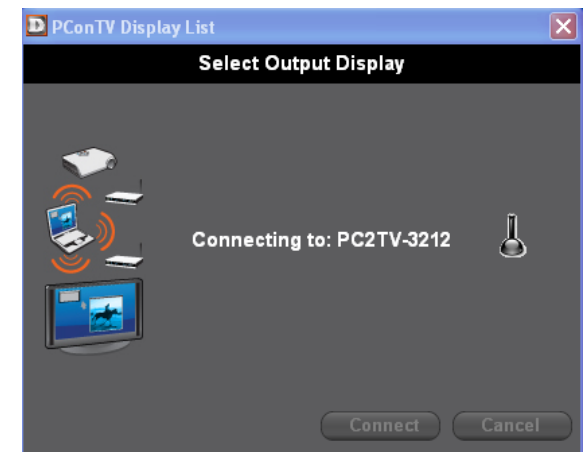 D PConTV Display List
Select Output Display
Connecting to: PC2TV-3212
Connect Cancel